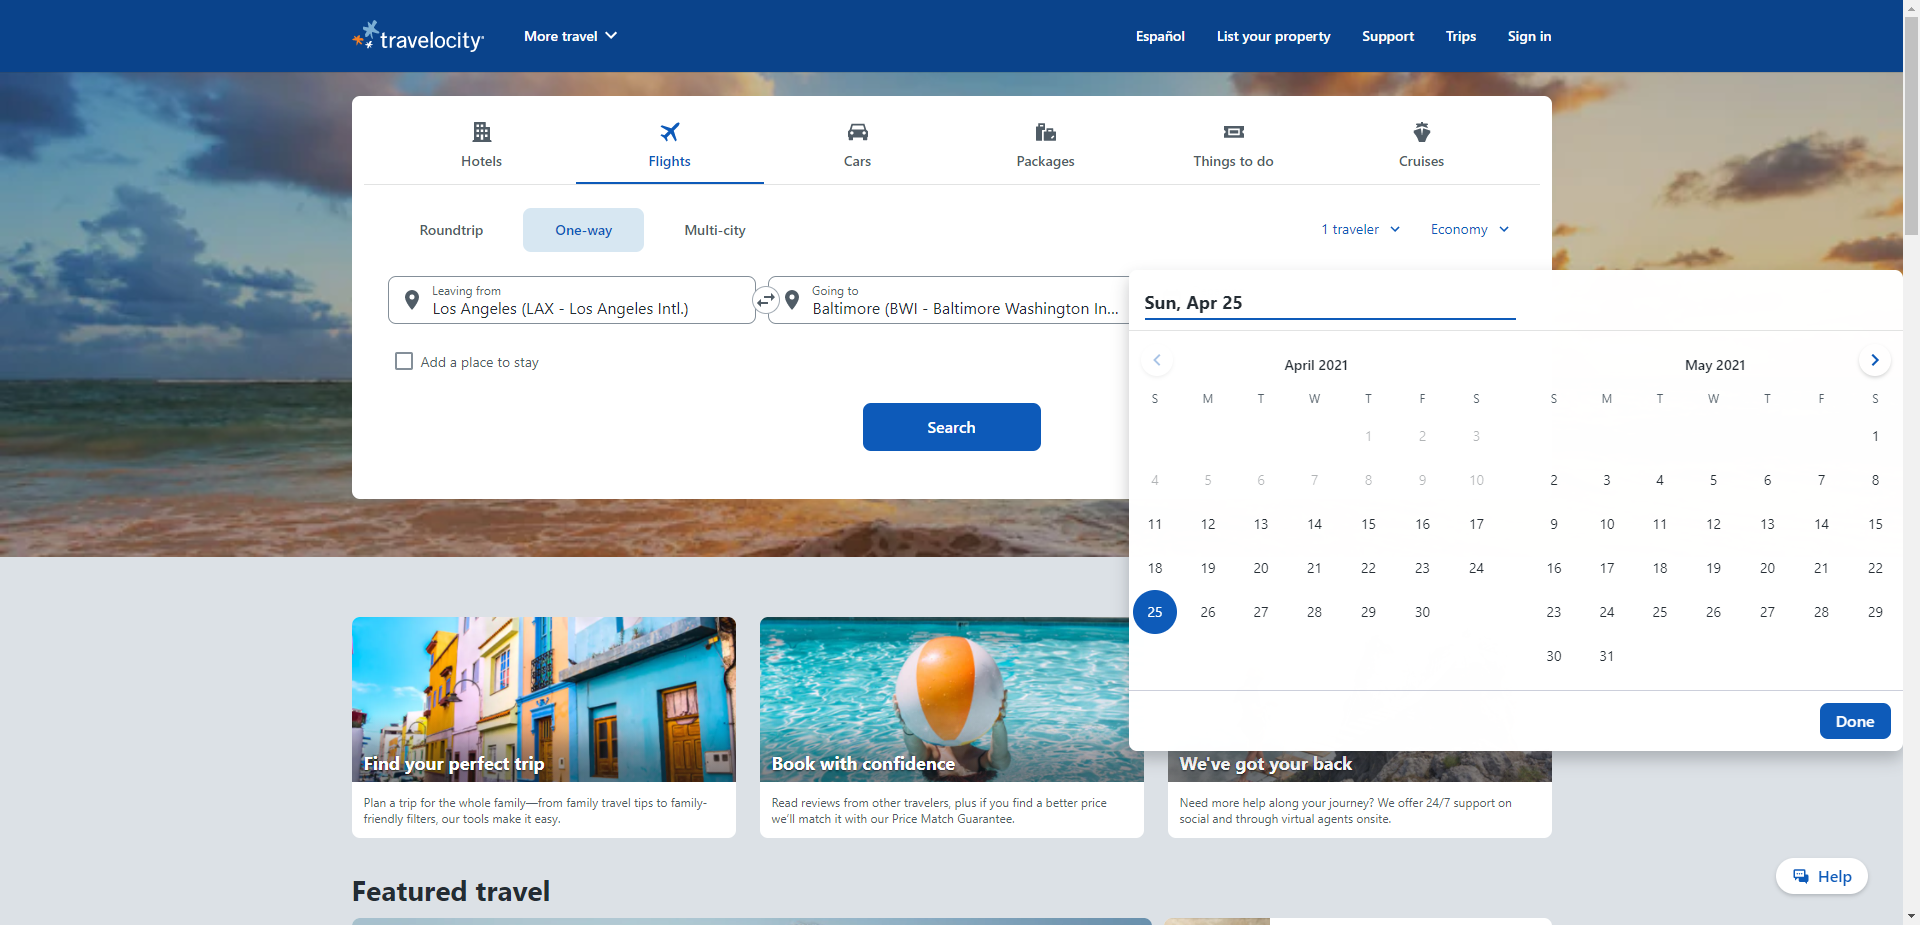 travelocity
More travel
Español
List your property
Support
Trips
Sign in
Hotels
Flights
Cars
Packages
Things to do
Cruises
Roundtrip
One-way
Multi-city
1 traveler
Economy
Leaving from
Los Angeles (LAX - Los Angeles Intl.)
Going to
Baltimore (BWI - Baltimore Washington In...
Add a place to stay
Search
Sun, Apr 25
April 2021
S M T W T F S
1 2 3
4 5 6 7 8 9 10
11 12 13 14 15 16 17
18 19 20 21 22 23 24
25 26 27 28 29 30
May 2021
S M T W T F S
1
2 3 4 5 6 7 8
9 10 11 12 13 14 15
16 17 18 19 20 21 22
23 24 25 26 27 28 29
30 31
Done
Find your perfect trip
Plan a trip for the whole family—from family travel tips to family-
friendly filters, our tools make it easy.
Book with confidence
Read reviews from other travelers, plus if you find a better price
we'll match it with our Price Match Guarantee.
We've got your back
Need more help along your journey? We offer 24/7 support on
social and through virtual agents onsite.
Featured travel
Help